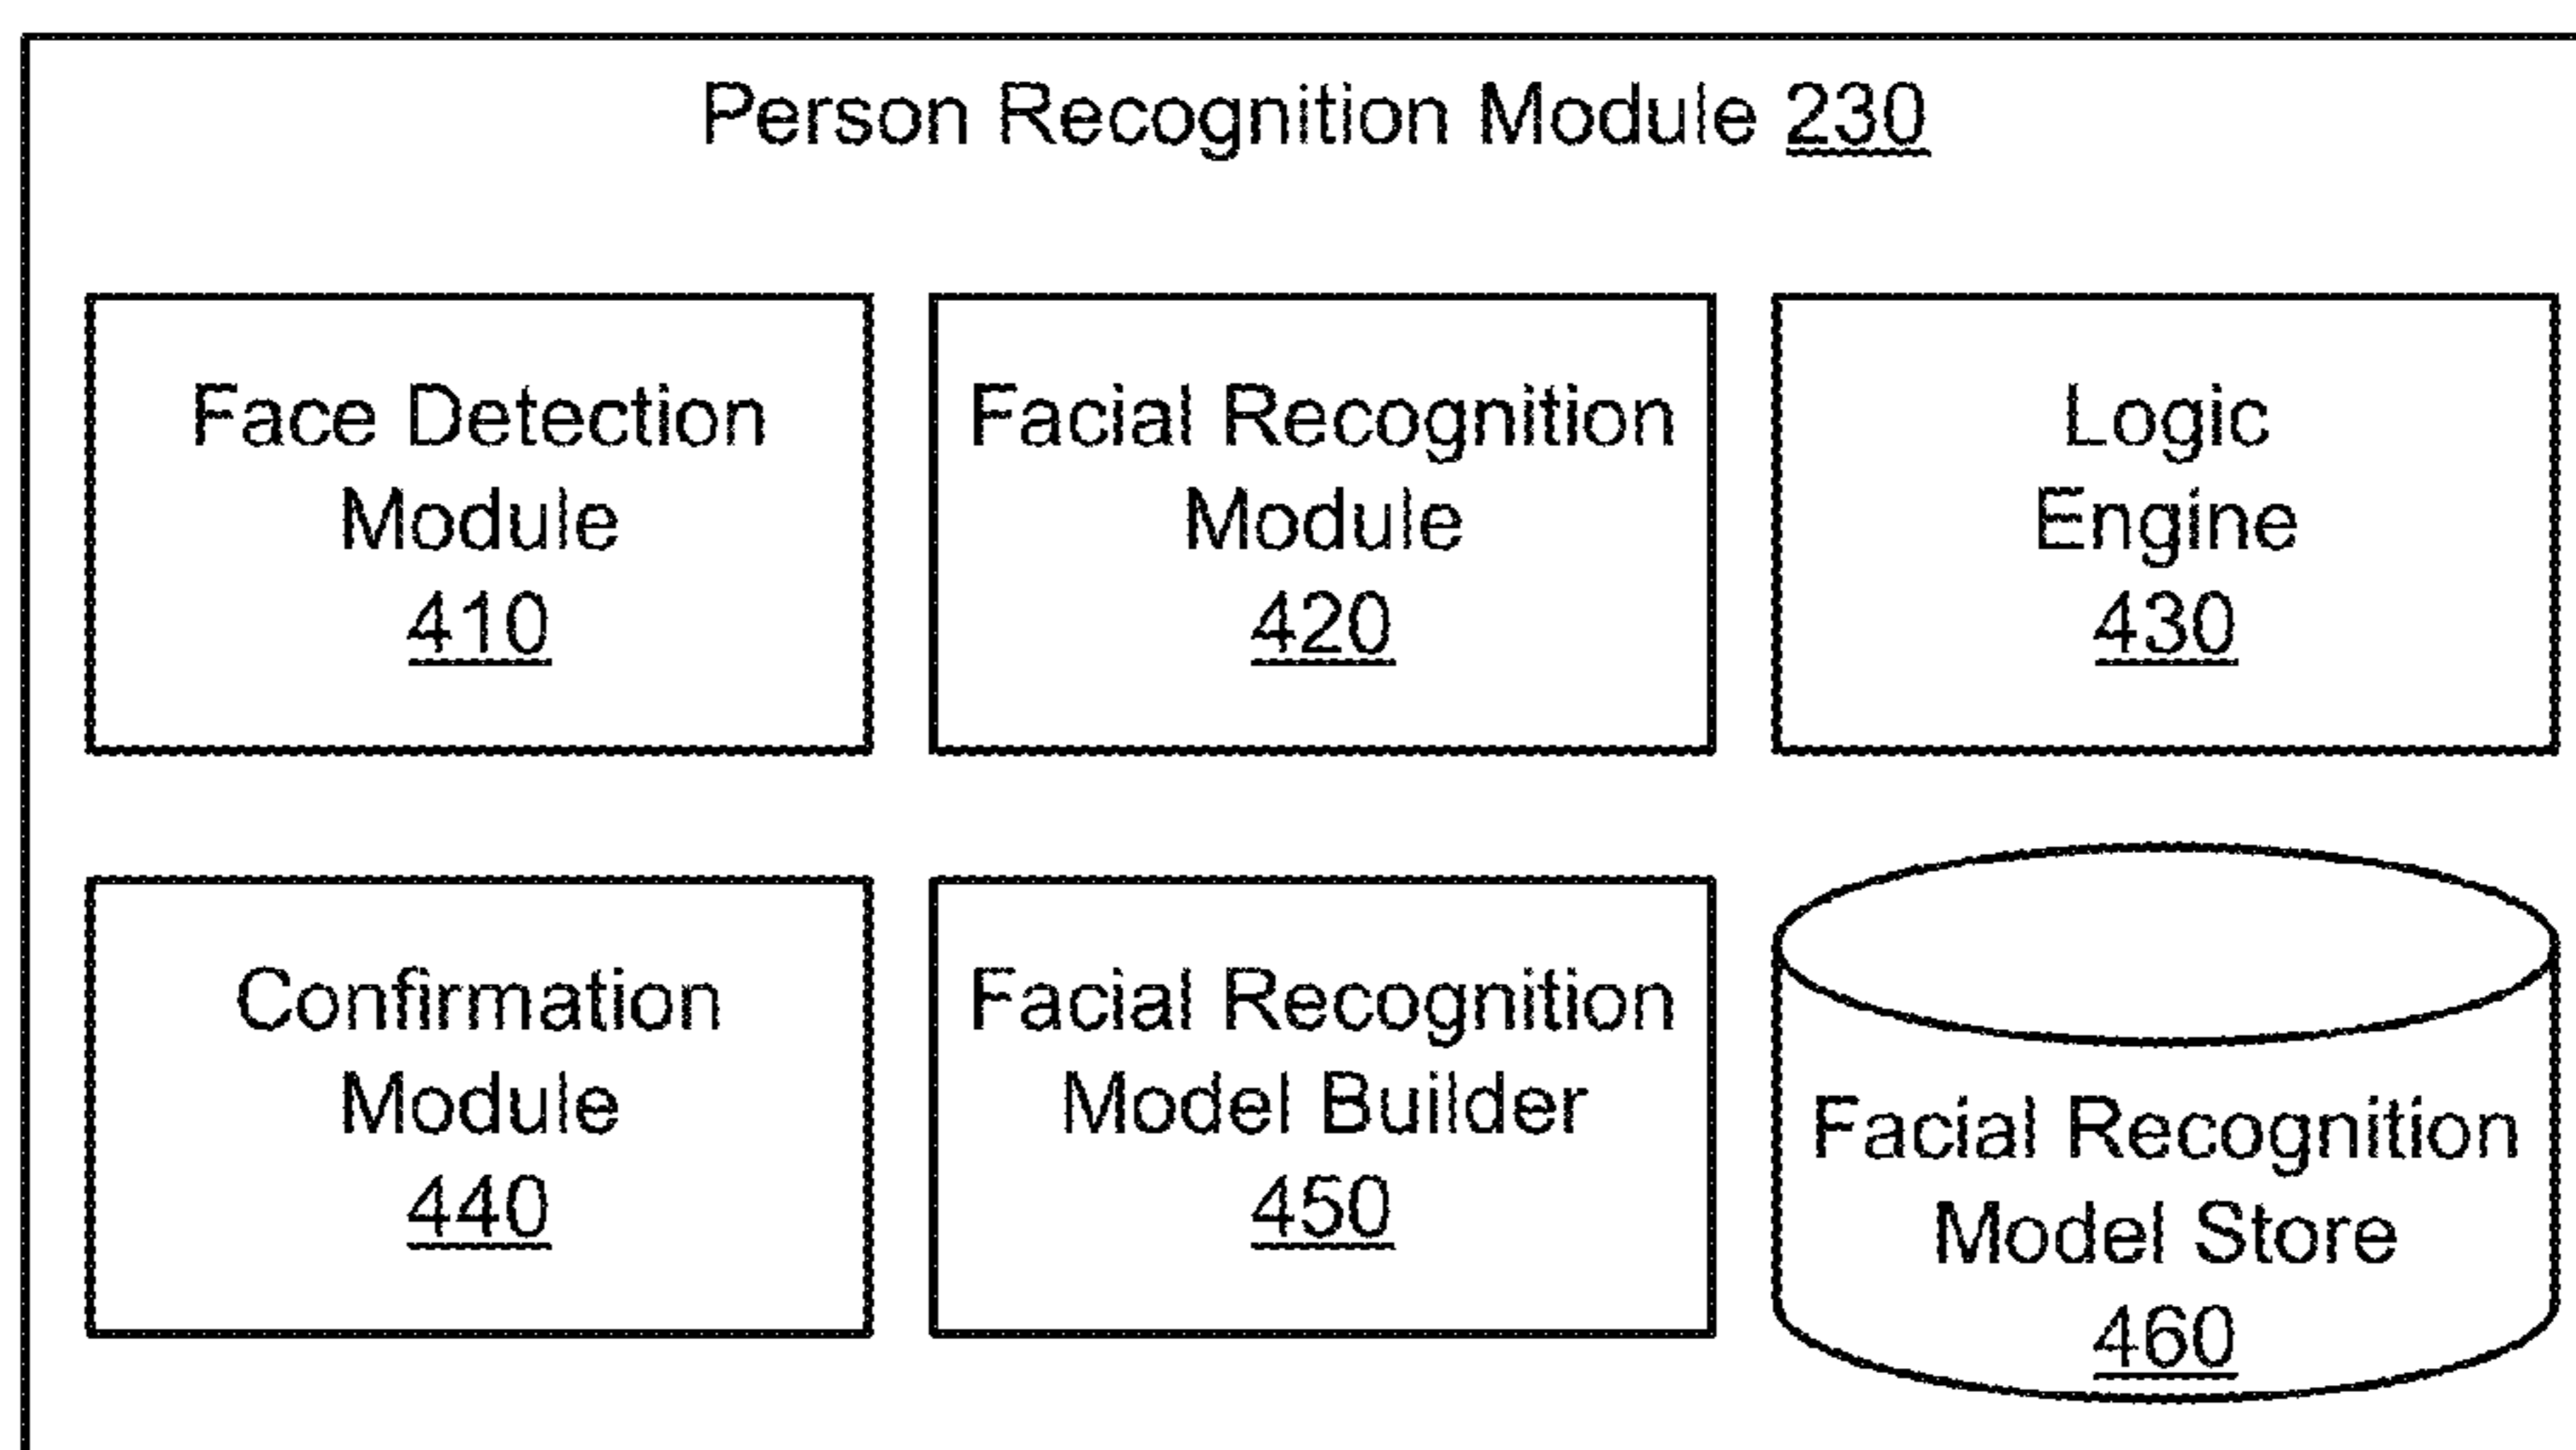 Person Recognition Module 230
Face Detection
Module
410
Facial Recognition
Module
420
Logic
Engine
430
Confirmation
Module
440
Facial Recognition
Model Builder
450
Facial Recognition
Model Store
460